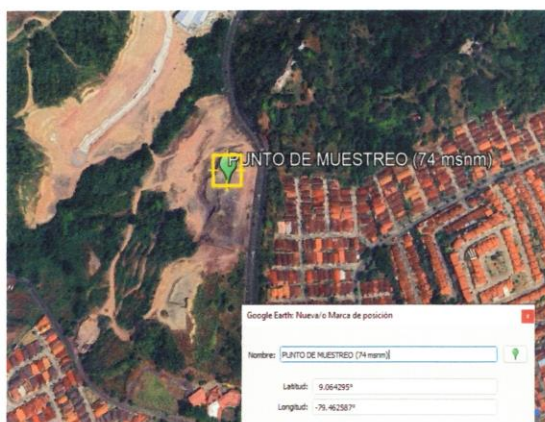 PUNTO DE MUESTREO (74 msnm)
Google Earth: Nueva/o Marca de posición
Nombre: PUNTO DE MUESTREO (74 msnm)
Latitud: 9.064295°
Longitud: -79.462587°